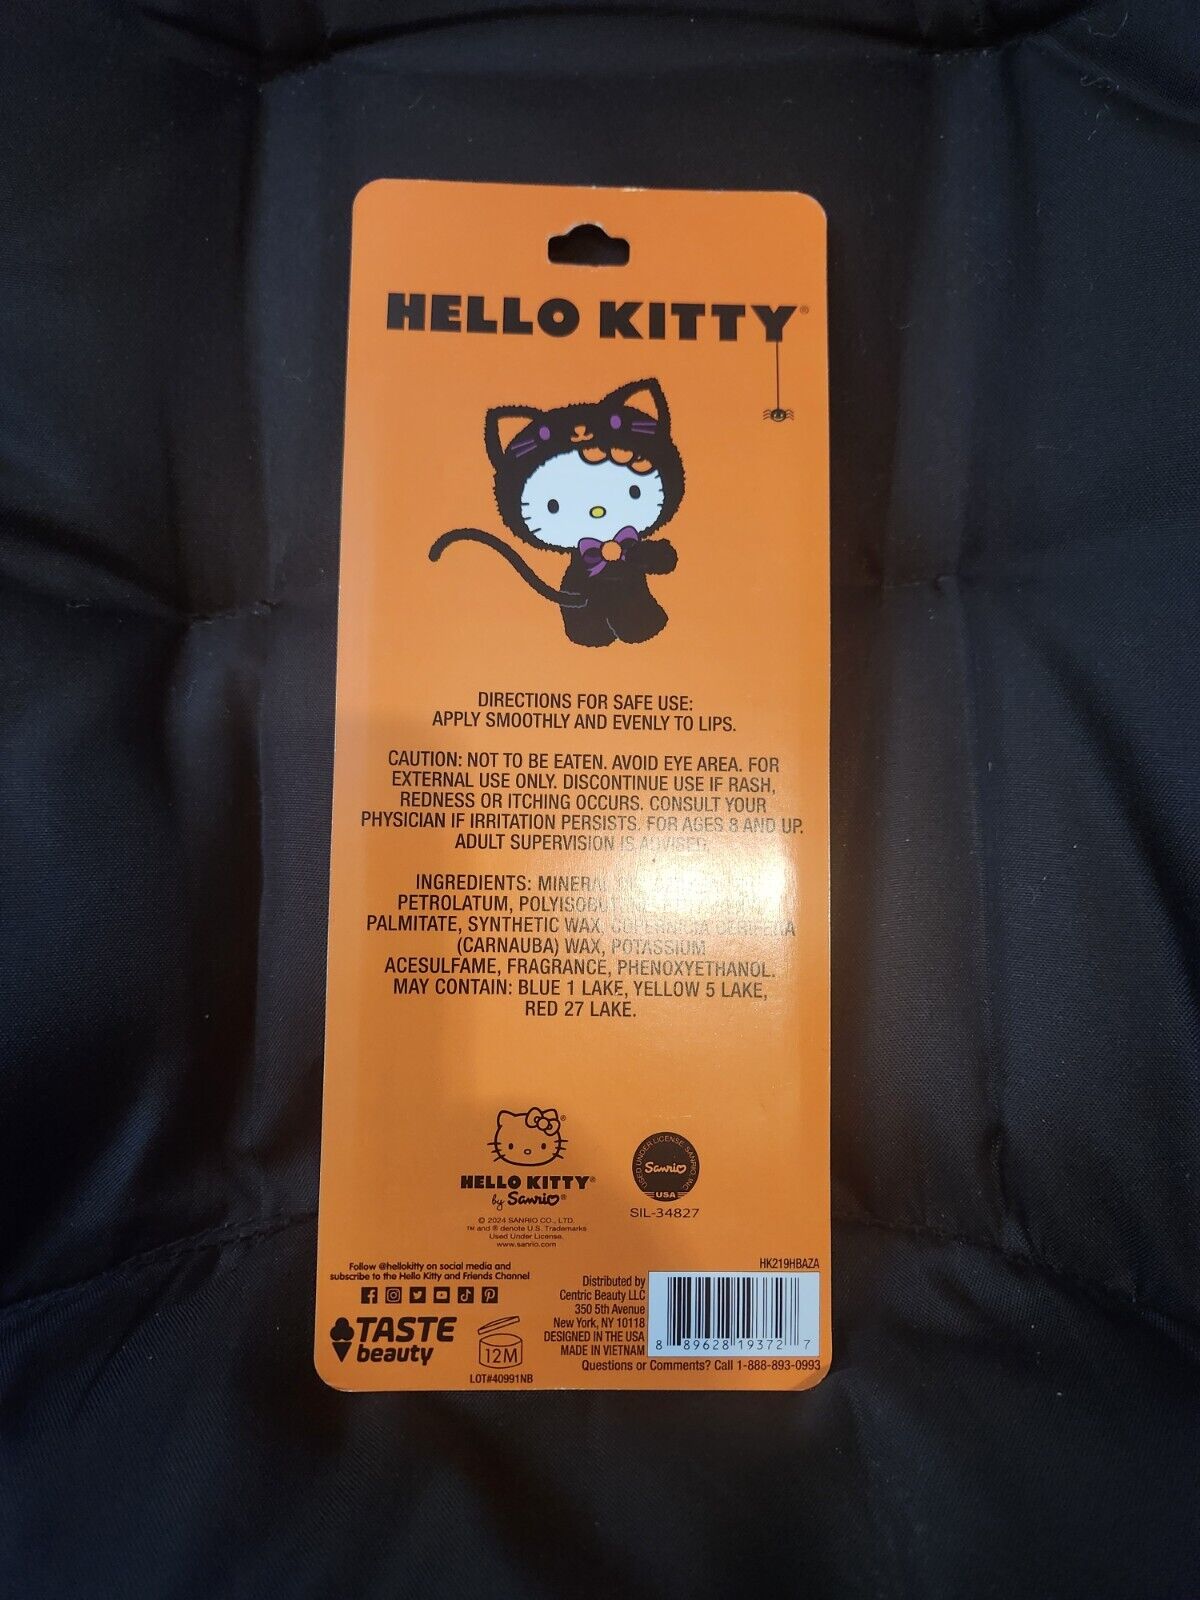 HELLO KITTY®
DIRECTIONS FOR SAFE USE:
APPLY SMOOTHLY AND EVENLY TO LIPS.
CAUTION: NOT TO BE EATEN. AVOID EYE AREA. FOR
EXTERNAL USE ONLY. DISCONTINUE USE IF RASH,
REDNESS OR ITCHING OCCURS. CONSULT YOUR
PHYSICIAN IF IRRITATION PERSISTS. FOR AGES 8 AND UP.
ADULT SUPERVISION IS ADVISED.
INGREDIENTS: MINERAL
PETROLATUM,
PALMITATE, SYNTHETIC WAX, COPERNICIA CERIFERA
(CARNAUBA) WAX, POTASSIUM
ACESULFAME, FRAGRANCE, PHENOXYETHANOL.
MAY CONTAIN: BLUE 1 LAKE, YELLOW 5 LAKE,
RED 27 LAKE.
HELLO KITTY®
by Sanrio®
© 2024 SANRIO CO., LTD.
TM and ® denote U.S. Trademarks
Used Under License.
www.sanrio.com
USED UNDER LICENSE SANRIO, INC.
Sanrio
USA
SIL-34827
Follow @hellokitty on social media and
subscribe to the Hello Kitty and Friends Channel
TASTE
beauty
12M
LOT#40991NB
Distributed by
Centric Beauty LLC
350 5th Avenue
New York, NY 10118
DESIGNED IN THE USA
MADE IN VIETNAM
HK219HBAZA
8 89628 19372 7
Questions or Comments? Call 1-888-893-0993